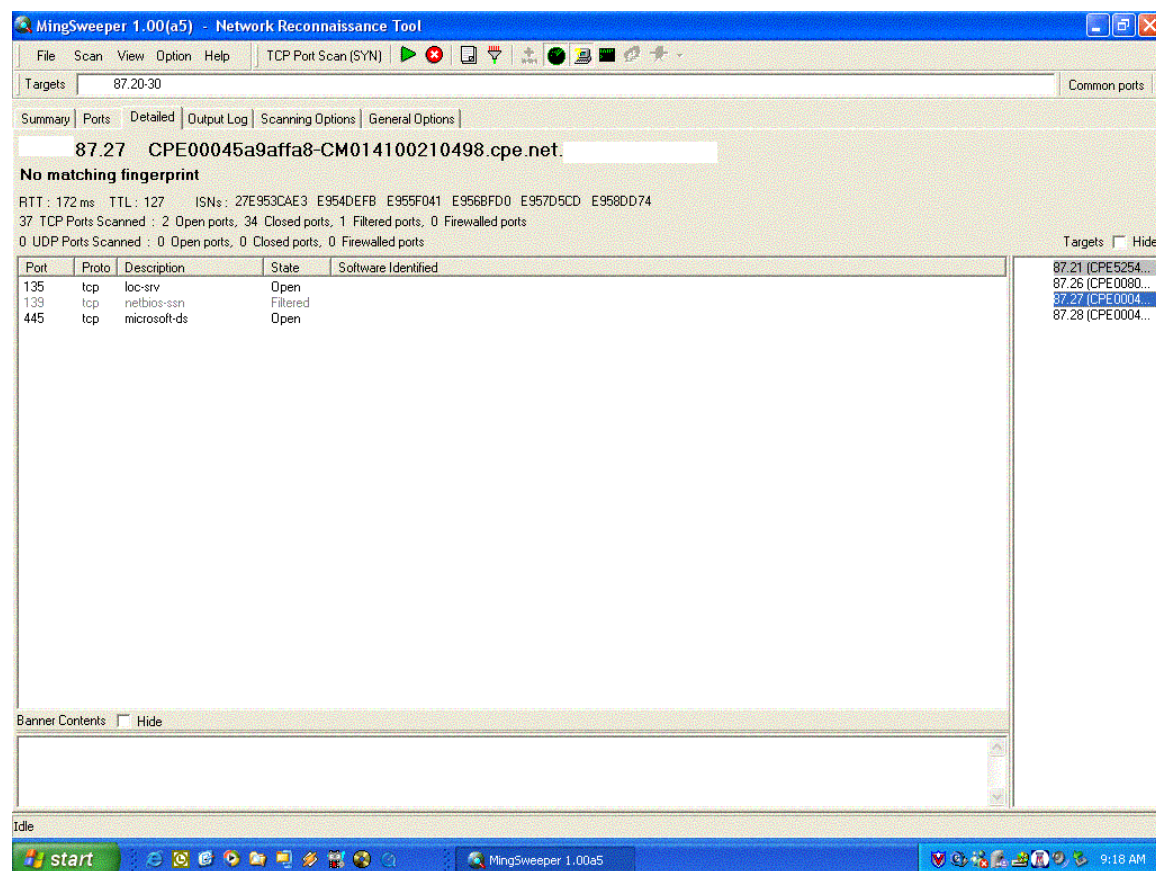 MingSweeper 1.00(a5) - Network Reconnaissance Tool
File Scan View Option Help TCP Port Scan (SYN)
Targets 87.20-30 Common ports
Summary Ports Detailed Output Log Scanning Options General Options
87.27 CPE00045a9affa8-CM014100210498.cpe.net.
No matching fingerprint
RTT : 172 ms TTL : 127 ISNs : 27E953CAE3 E954DEFB E955F041 E956BFD0 E957D5CD E958DD74
37 TCP Ports Scanned : 2 Open ports, 34 Closed ports, 1 Filtered ports, 0 Firewalled ports
0 UDP Ports Scanned : 0 Open ports, 0 Closed ports, 0 Firewalled ports
Targets Hide
Port Proto Description State Software Identified
135 tcp loc-srv Open
139 tcp netbios-ssn Filtered
445 tcp microsoft-ds Open
87.21 (CPE5254...
87.26 (CPE0080...
87.27 (CPE0004...
87.28 (CPE0004...
Banner Contents Hide
Idle
start MingSweeper 1.00a5 9:18 AM